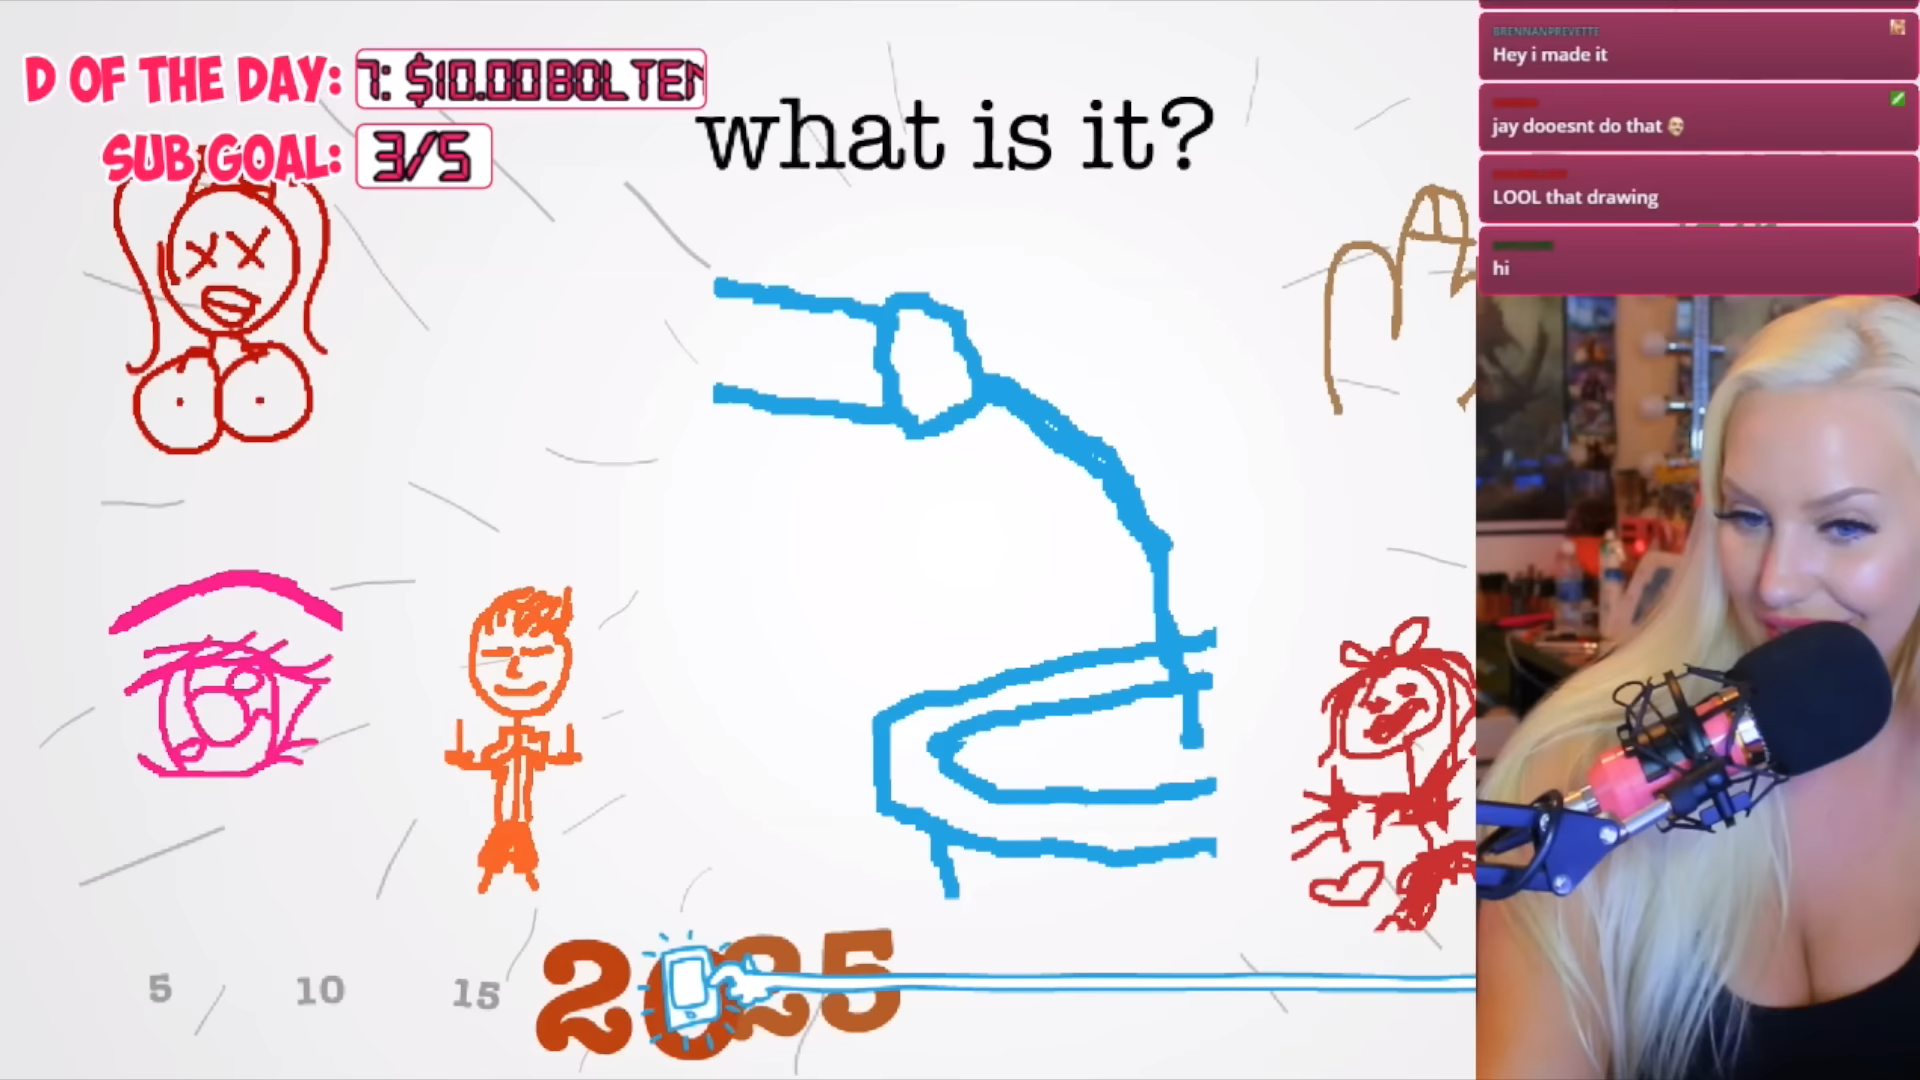 D OF THE DAY: 7: $10.00 BOLTEN
SUB GOAL: 3/5
what is it?
5 10 15 2025
BRENNANPREVETTE
Hey i made it
jay dooesnt do that
LOOL that drawing
hi